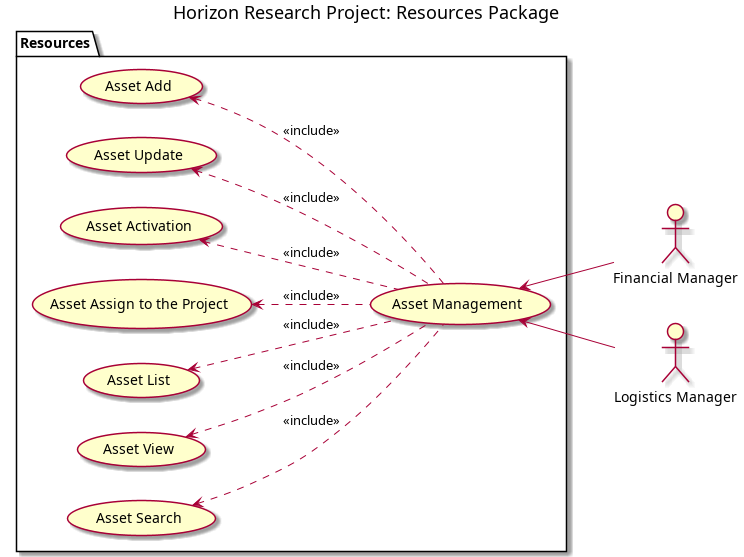 Horizon Research Project: Resources Package
Resources
Asset Add
«include»
Asset Update
«include»
Asset Activation
«include»
Asset Assign to the Project
«include»
Asset Management
Financial Manager
«include»
Asset List
«include»
Logistics Manager
Asset View
«include»
Asset Search